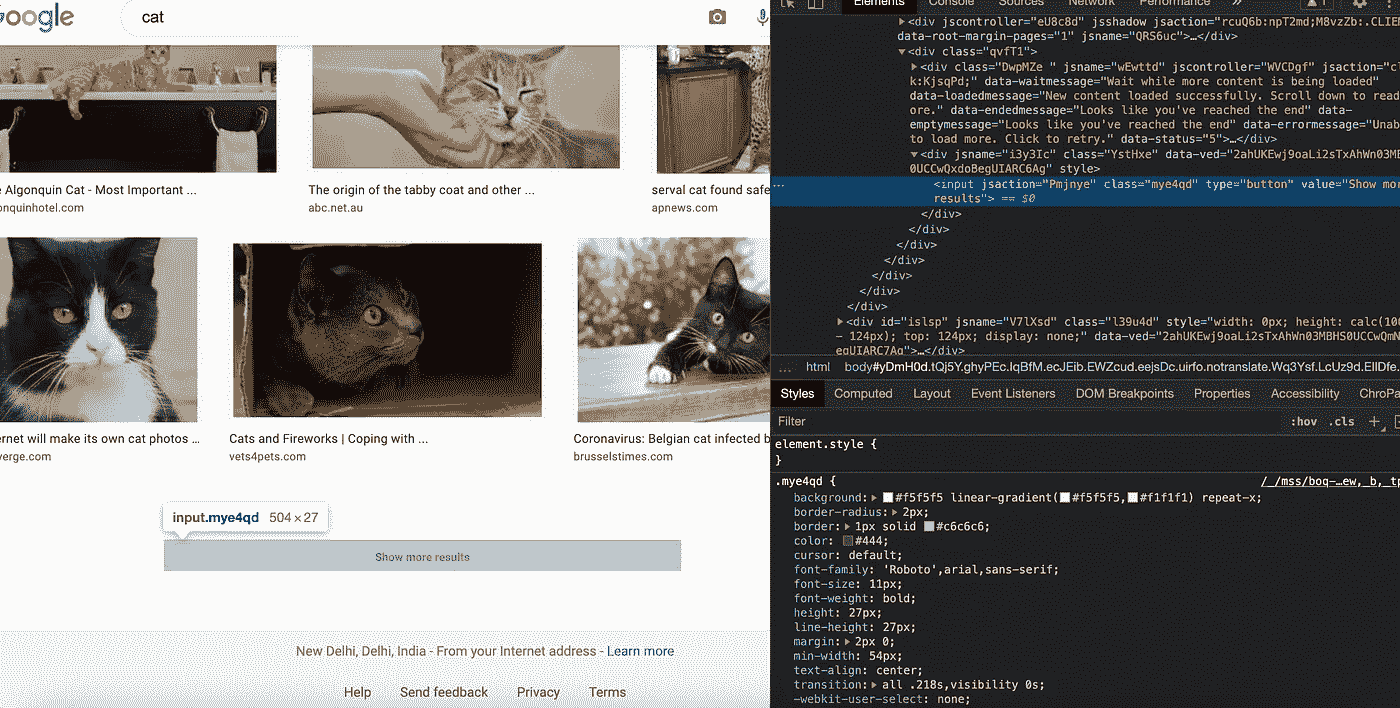 Google
cat
e Algonquin Cat - Most Important ...
onquinhotel.com
The origin of the tabby coat and other ...
abc.net.au
serval cat found safe
apnews.com
ernet will make its own cat photos ...
verge.com
Cats and Fireworks | Coping with ...
vets4pets.com
Coronavirus: Belgian cat infected b
brusselstimes.com
input.mye4qd 504 × 27
Show more results
New Delhi, Delhi, India - From your Internet address - Learn more
Help Send feedback Privacy Terms
Elements Console Sources Network Performance » 1
<div jscontroller="eU8c8d" jsshadow jsaction="rcuQ6b:npT2md;M8vzZb:.CLIEN
data-root-margin-pages="1" jsname="QRS6uc">…</div>
<div class="qvfT1">
<div class="DwpMZe " jsname="wEwttd" jscontroller="WVCDgf" jsaction="cl
k:KjsqPd;" data-waitmessage="Wait while more content is being loaded"
data-loadedmessage="New content loaded successfully. Scroll down to read
ore." data-endedmessage="Looks like you've reached the end" data-
emptymessage="Looks like you've reached the end" data-errormessage="Unab
to load more. Click to retry." data-status="5">…</div>
<div jsname="i3y3Ic" class="YstHxe" data-ved="2ahUKEwj9oaLi2sTxAhWn03MB
0UCCwQxdoBegUIARC6Ag" style>
… <input jsaction="Pmjnye" class="mye4qd" type="button" value="Show mo
results"> == $0
</div>
</div>
</div>
</div>
</div>
</div>
</div>
<div id="islsp" jsname="V7lXsd" class="l39u4d" style="width: 0px; height: calc(10
- 124px); top: 124px; display: none;" data-ved="2ahUKEwj9oaLi2sTxAhWn03MBHS0UCCwQmN
egUIARC7Ag">…</div>
... html body#yDmH0d.tQj5Y.ghyPEc.IqBfM.ecJEib.EWZcud.eejsDc.uirfo.notranslate.Wq3Ysf.LcUz9d.EIlDfe.
Styles Computed Layout Event Listeners DOM Breakpoints Properties Accessibility ChroPa
Filter :hov .cls +
element.style {
}
.mye4qd { /_/mss/boq-…ew,_b,_tp
background: #f5f5f5 linear-gradient(#f5f5f5,#f1f1f1) repeat-x;
border-radius: 2px;
border: 1px solid #c6c6c6;
color: #444;
cursor: default;
font-family: 'Roboto',arial,sans-serif;
font-size: 11px;
font-weight: bold;
height: 27px;
line-height: 27px;
margin: 2px 0;
min-width: 54px;
text-align: center;
transition: all .218s,visibility 0s;
-webkit-user-select: none;